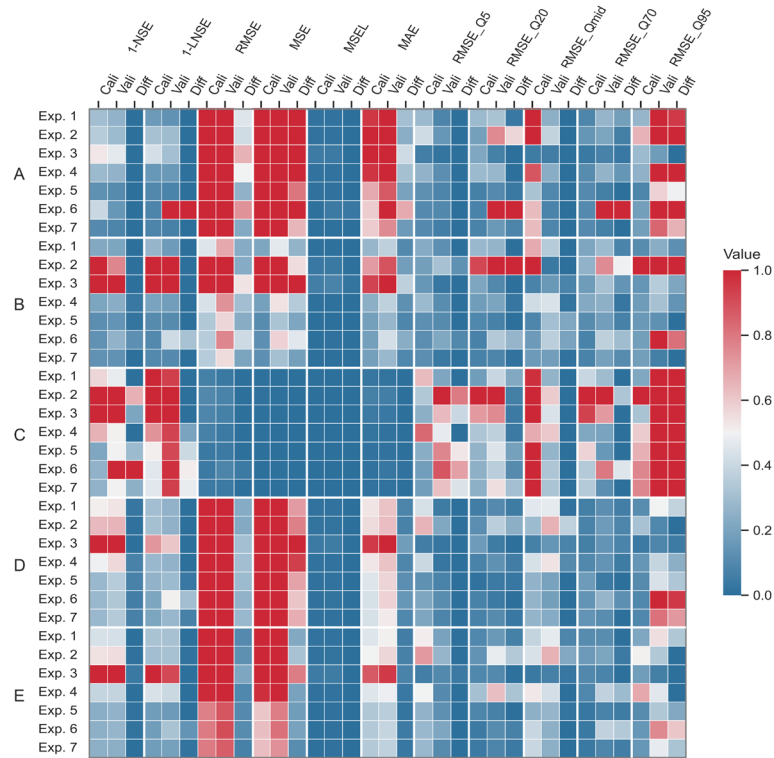 1-NSE 1-LNSE RMSE MSE MSEL MAE RMSE_Q5 RMSE_Q20 RMSE_Qmid RMSE_Q70 RMSE_Q95
Cali Vali Diff Cali Vali Diff Cali Vali Diff Cali Vali Diff Cali Vali Diff Cali Vali Diff Cali Vali Diff Cali Vali Diff Cali Vali Diff Cali Vali Diff Cali Vali Diff
A
Exp. 1
Exp. 2
Exp. 3
Exp. 4
Exp. 5
Exp. 6
Exp. 7
B
Exp. 1
Exp. 2
Exp. 3
Exp. 4
Exp. 5
Exp. 6
Exp. 7
C
Exp. 1
Exp. 2
Exp. 3
Exp. 4
Exp. 5
Exp. 6
Exp. 7
D
Exp. 1
Exp. 2
Exp. 3
Exp. 4
Exp. 5
Exp. 6
Exp. 7
E
Exp. 1
Exp. 2
Exp. 3
Exp. 4
Exp. 5
Exp. 6
Exp. 7
Value
1.0
0.8
0.6
0.4
0.2
0.0